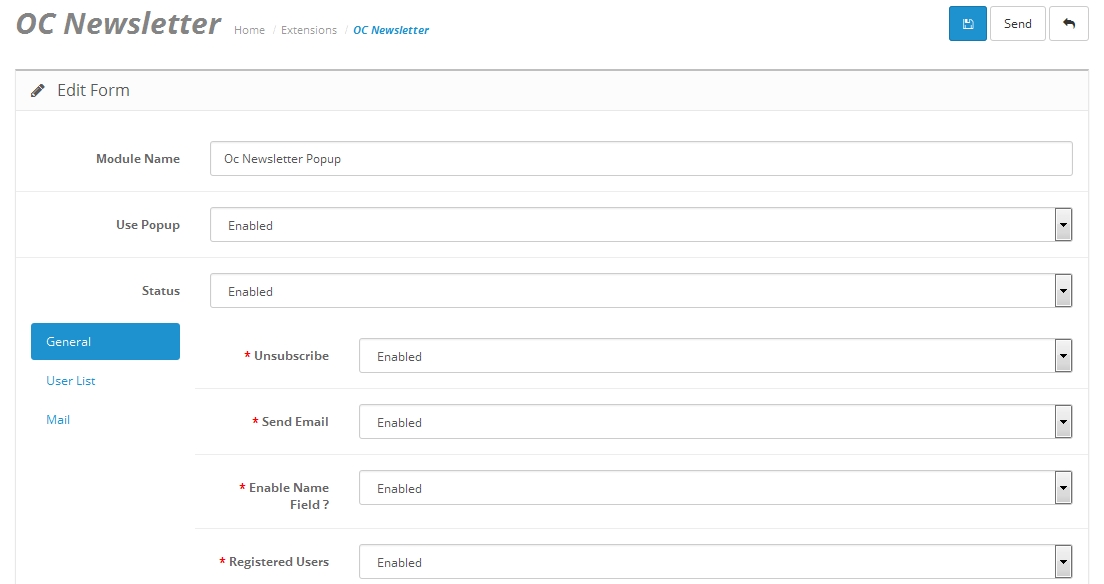 OC Newsletter Home / Extensions / OC Newsletter Send
Edit Form
Module Name Oc Newsletter Popup
Use Popup Enabled
Status Enabled
General
* Unsubscribe Enabled
User List
Mail
* Send Email Enabled
* Enable Name Field ? Enabled
* Registered Users Enabled